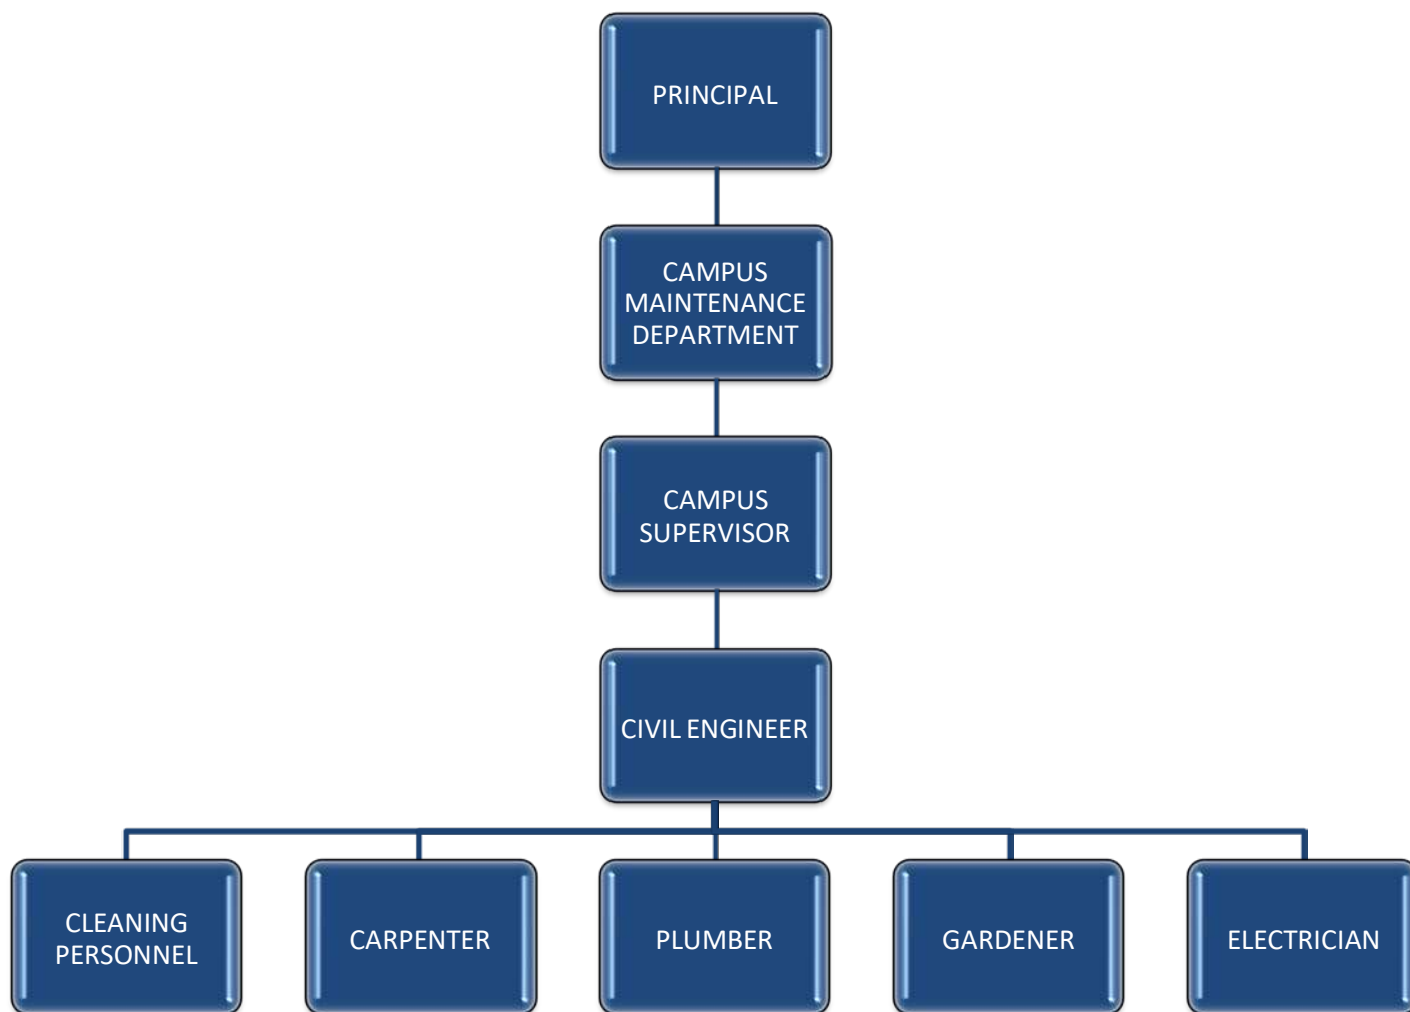 PRINCIPAL
CAMPUS
MAINTENANCE
DEPARTMENT
CAMPUS
SUPERVISOR
CIVIL ENGINEER
CLEANING
PERSONNEL
CARPENTER
PLUMBER
GARDENER
ELECTRICIAN